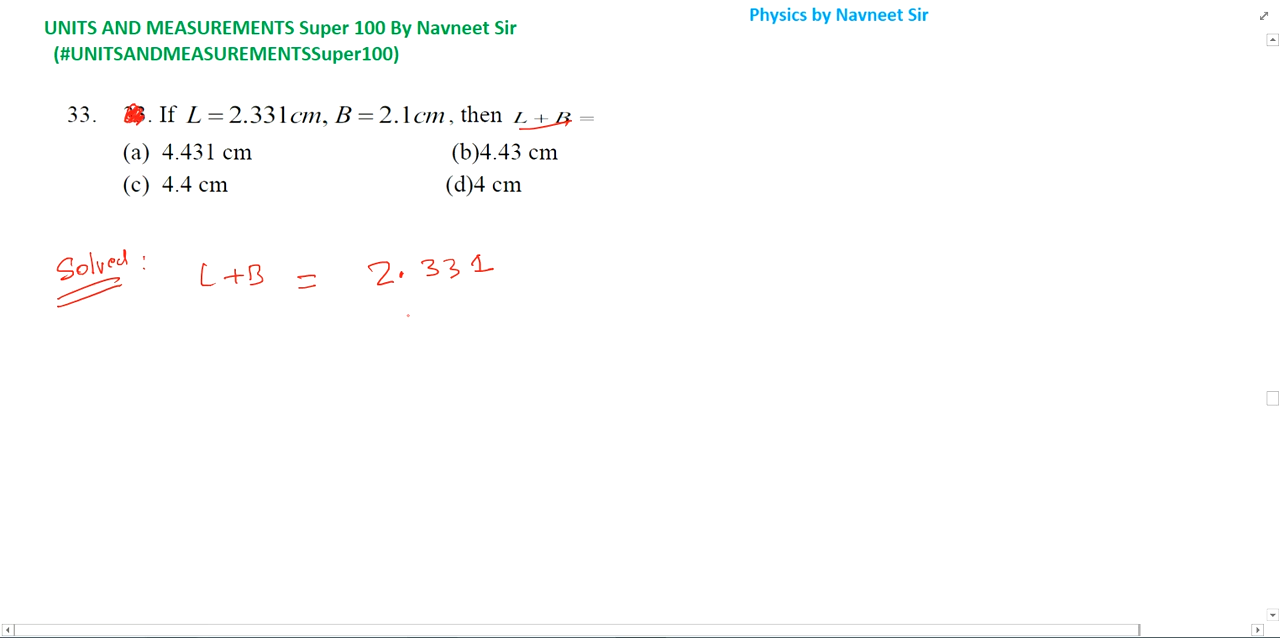 UNITS AND MEASUREMENTS Super 100 By Navneet Sir
(#UNITSANDMEASUREMENTSSuper100)
Physics by Navneet Sir
33. . If L = 2.331cm, B = 2.1cm, then L + B =
(a) 4.431 cm (b)4.43 cm
(c) 4.4 cm (d)4 cm
Solved : L+B = 2.331